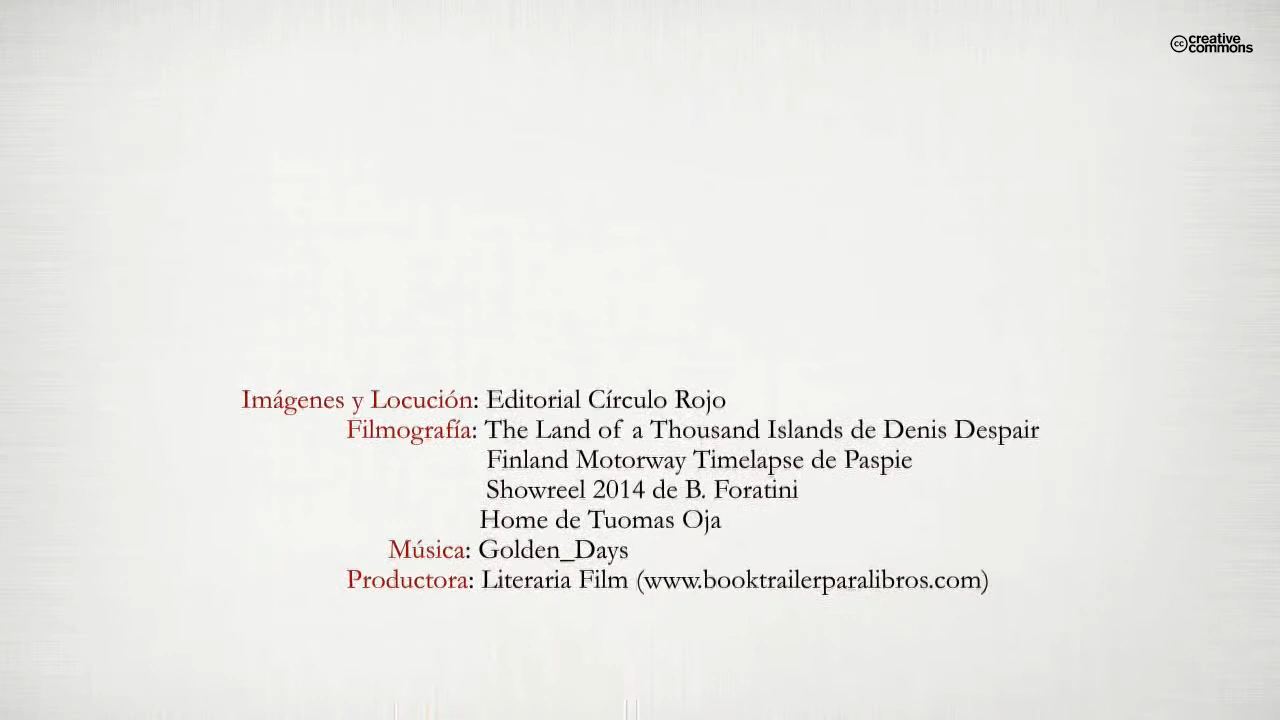 cc creative
commons
Imágenes y Locución: Editorial Círculo Rojo
Filmografía: The Land of a Thousand Islands de Denis Despair
Finland Motorway Timelapse de Paspie
Showreel 2014 de B. Foratini
Home de Tuomas Oja
Música: Golden_Days
Productora: Literaria Film (www.booktrailerparalibros.com)